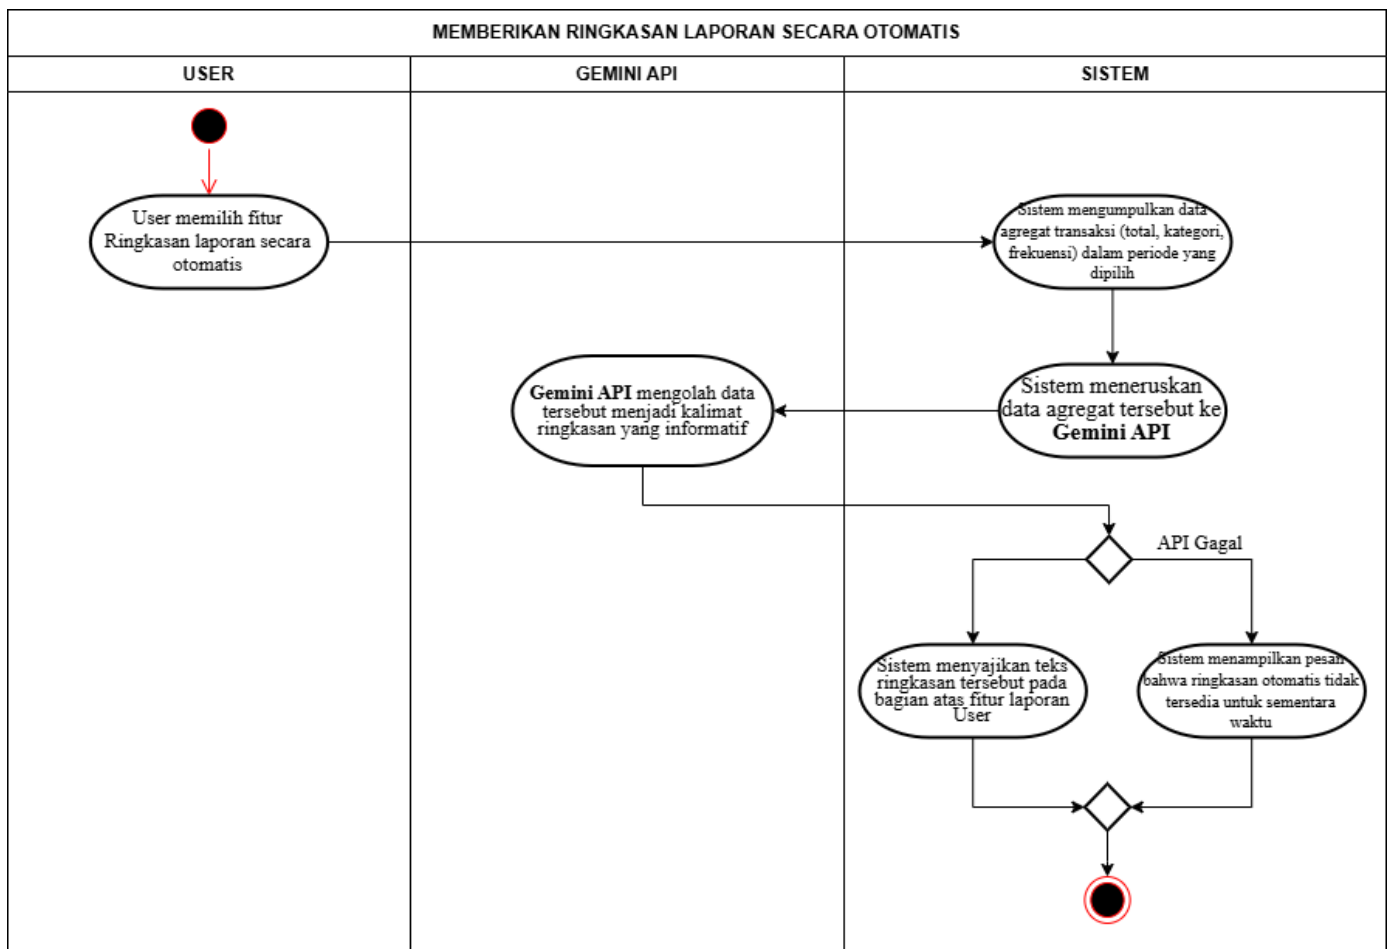 MEMBERIKAN RINGKASAN LAPORAN SECARA OTOMATIS
USER
GEMINI API
SISTEM
User memilih fitur
Ringkasan laporan secara
otomatis
Sistem mengumpulkan data
agregat transaksi (total, kategori,
frekuensi) dalam periode yang
dipilih
Sistem meneruskan
data agregat tersebut ke
Gemini API
Gemini API mengolah data
tersebut menjadi kalimat
ringkasan yang informatif
API Gagal
Sistem menyajikan teks
ringkasan tersebut pada
bagian atas fitur laporan
User
Sistem menampilkan pesan
bahwa ringkasan otomatis tidak
tersedia untuk sementara
waktu